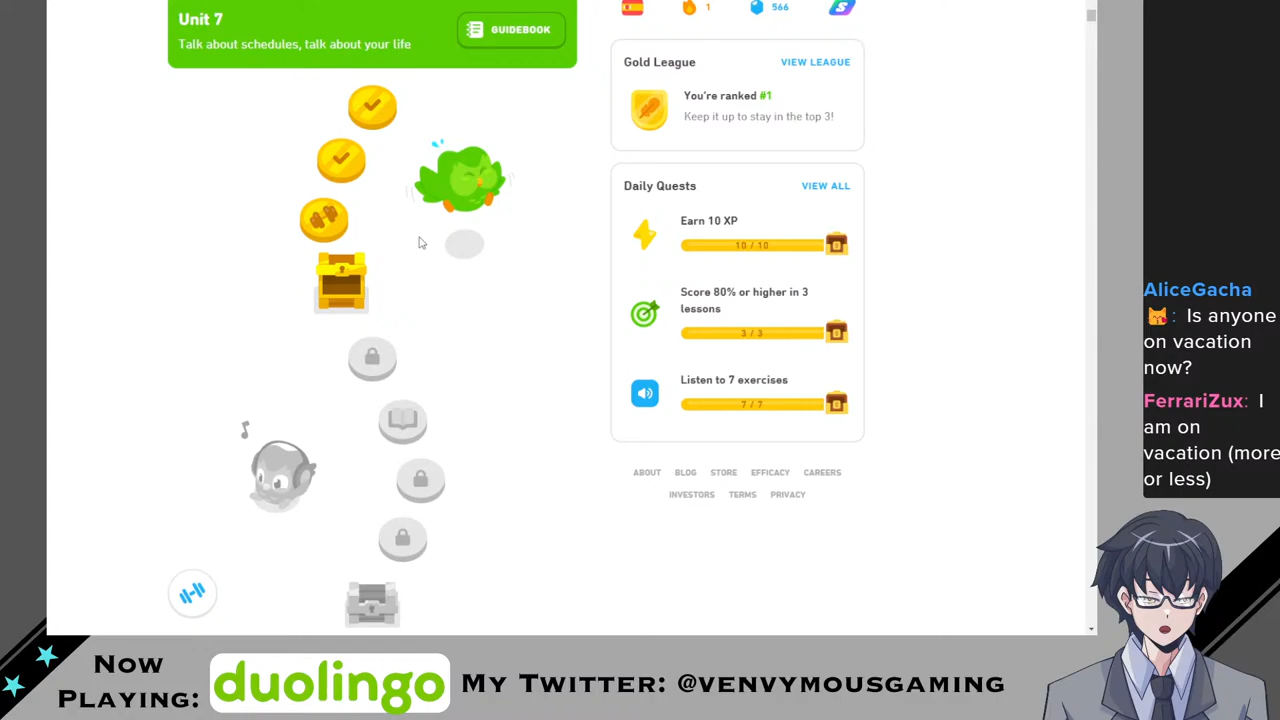 Unit 7
Talk about schedules, talk about your life
GUIDEBOOK
1
566
S
Gold League
VIEW LEAGUE
You're ranked #1
Keep it up to stay in the top 3!
Daily Quests
VIEW ALL
Earn 10 XP
10 / 10
Score 80% or higher in 3
lessons
3 / 3
Listen to 7 exercises
7 / 7
ABOUT BLOG STORE EFFICACY CAREERS
INVESTORS TERMS PRIVACY
AliceGacha
: Is anyone
on vacation
now?
FerrariZux: I
am on
vacation (more
or less)
Now
Playing:
duolingo
My Twitter: @venvymousgaming